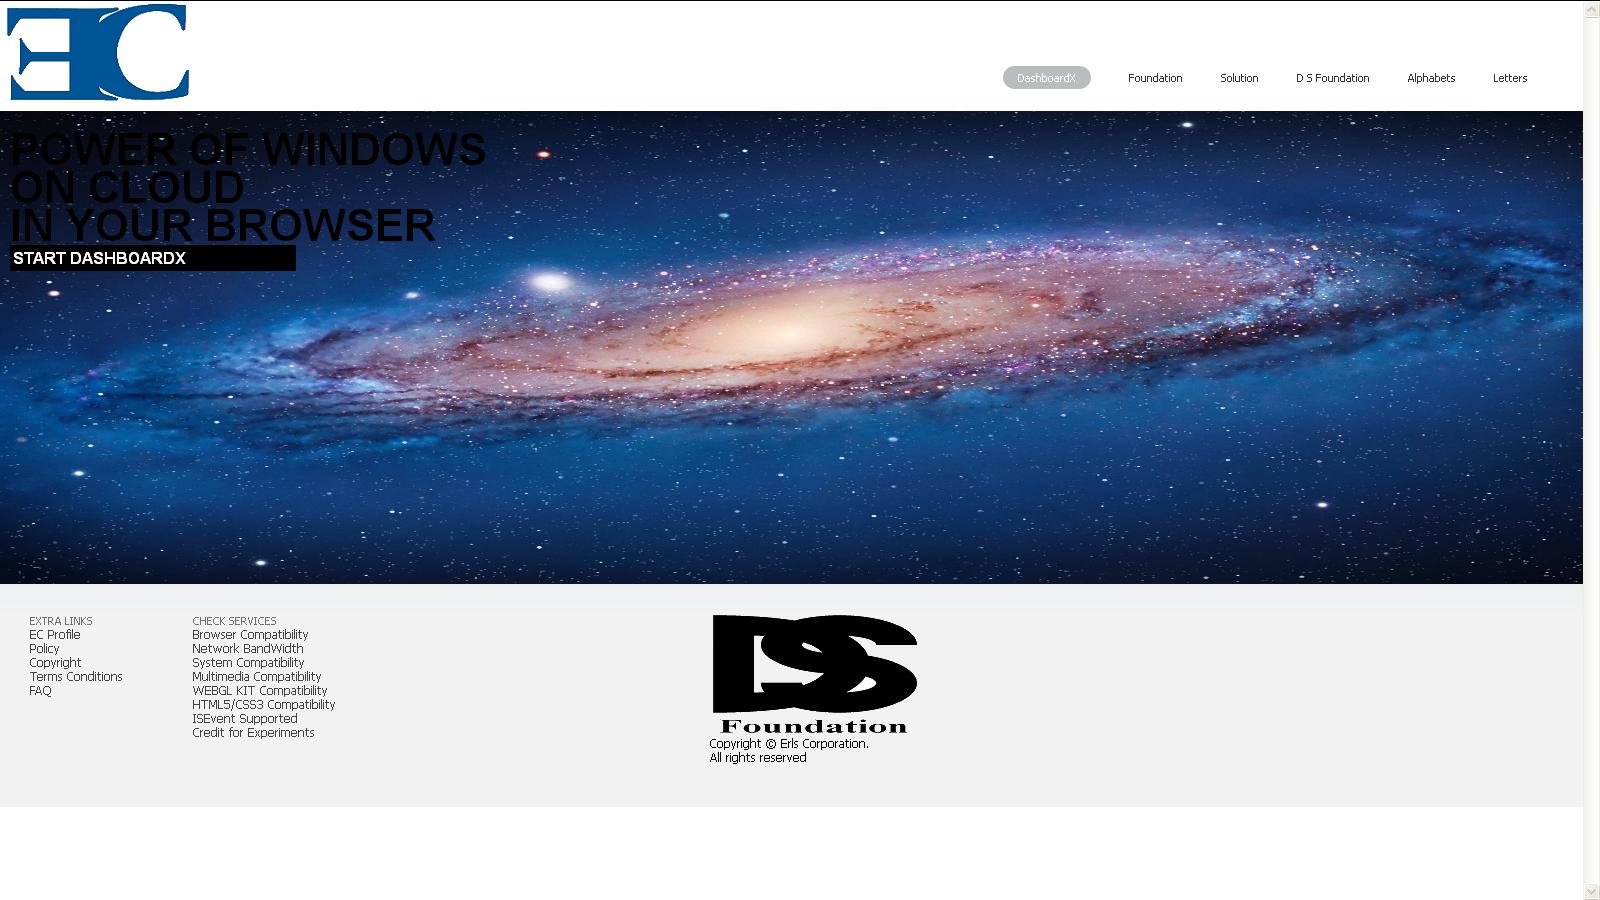 EC
DashboardX Foundation Solution D S Foundation Alphabets Letters
POWER OF WINDOWS
ON CLOUD
IN YOUR BROWSER
START DASHBOARDX
EXTRA LINKS
EC Profile
Policy
Copyright
Terms Conditions
FAQ
CHECK SERVICES
Browser Compatibility
Network BandWidth
System Compatibility
Multimedia Compatibility
WEBGL KIT Compatibility
HTML5/CSS3 Compatibility
ISEvent Supported
Credit for Experiments
DS
Foundation
Copyright © Erls Corporation.
All rights reserved